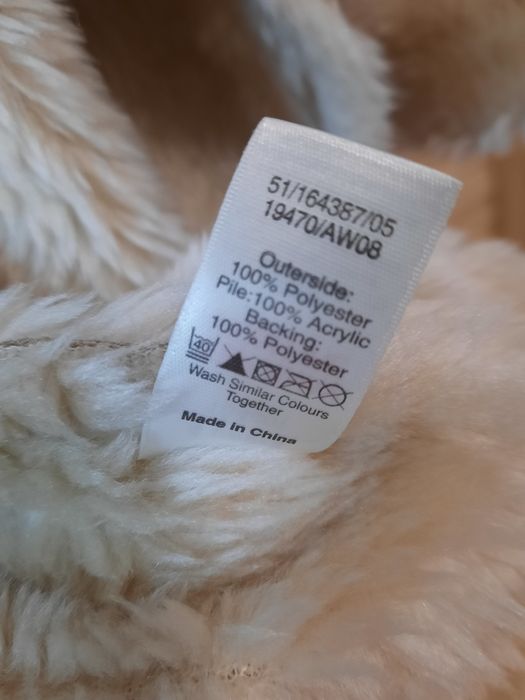 51/164387/05
19470/AW08
Outerside:
100% Polyester
Pile:100% Acrylic
Backing:
100% Polyester
40
Wash Similar Colours
Together
Made in China